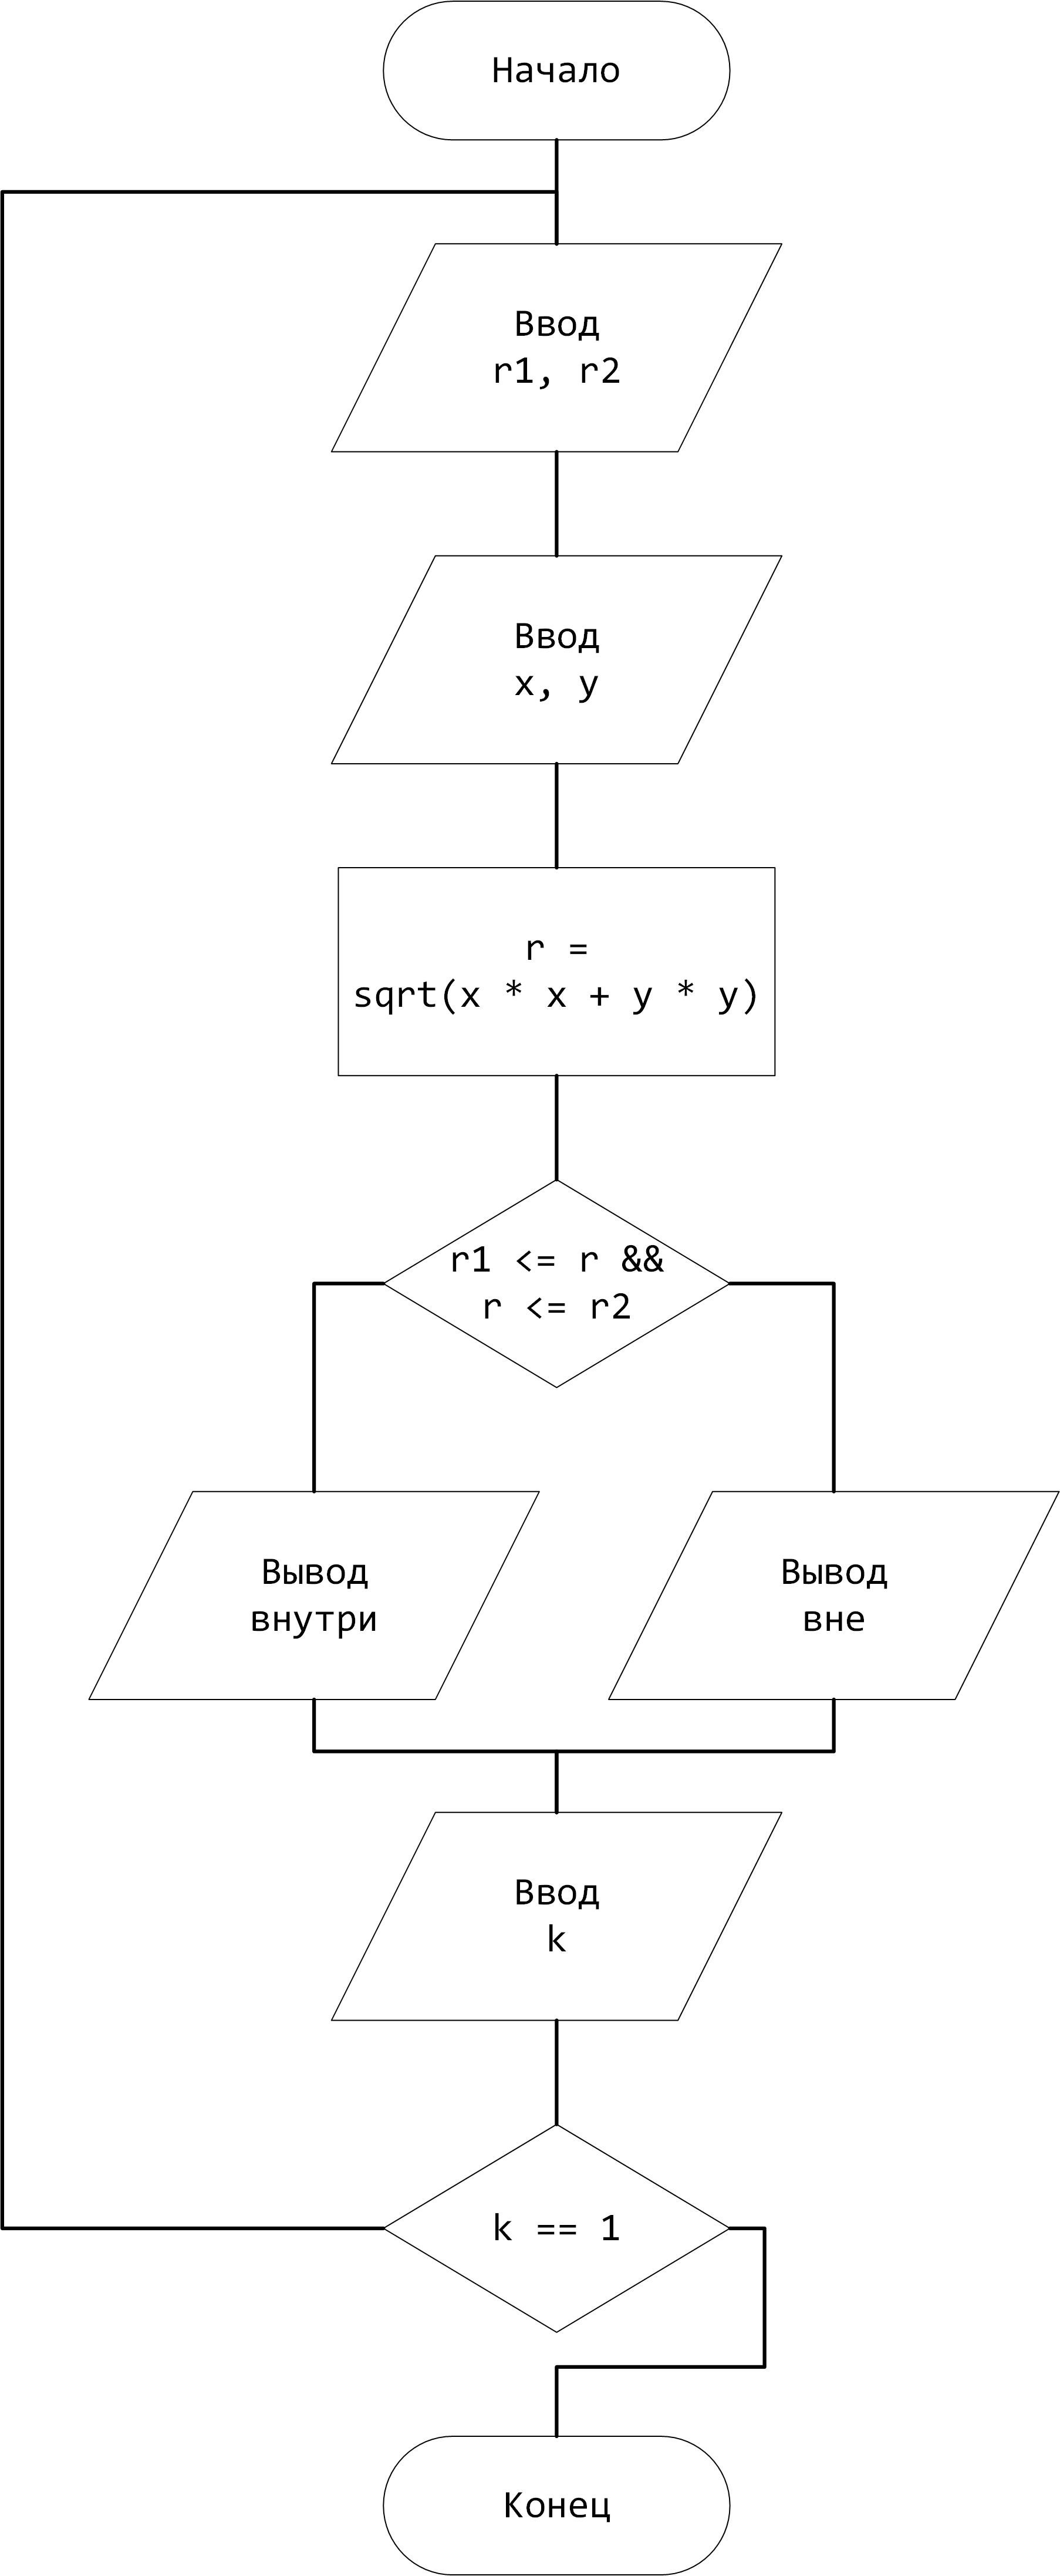 Начало
Ввод
r1, r2
Ввод
x, y
r =
sqrt(x * x + y * y)
r1 <= r &&
r <= r2
Вывод
внутри
Вывод
вне
Ввод
k
k == 1
Конец